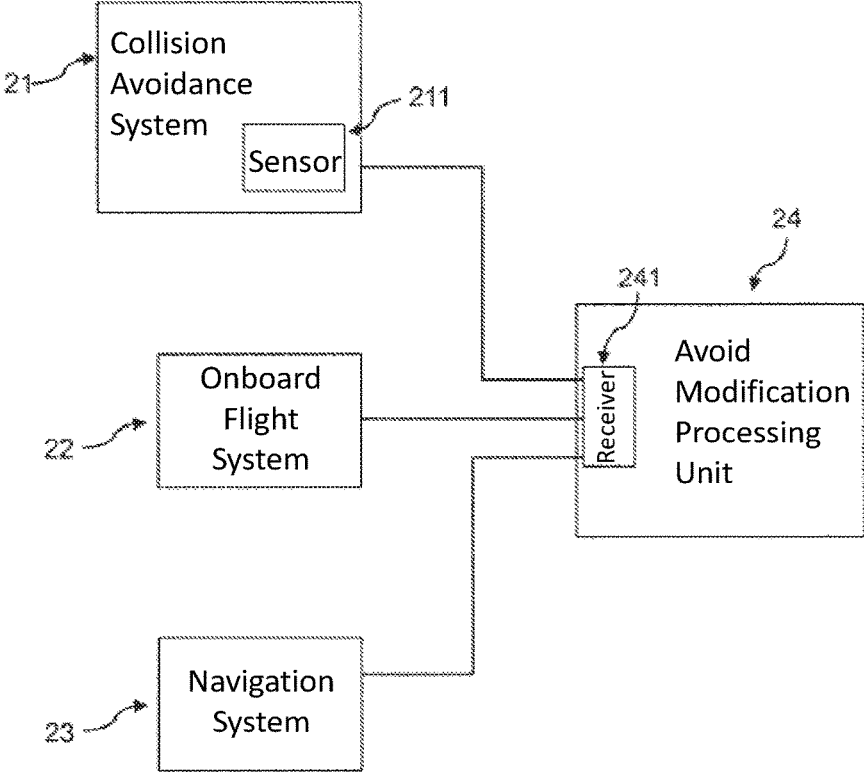 Collision
Avoidance
System
21
211
Sensor
24
241
Avoid
Modification
Processing
Unit
Receiver
Onboard
Flight
System
22
Navigation
System
23